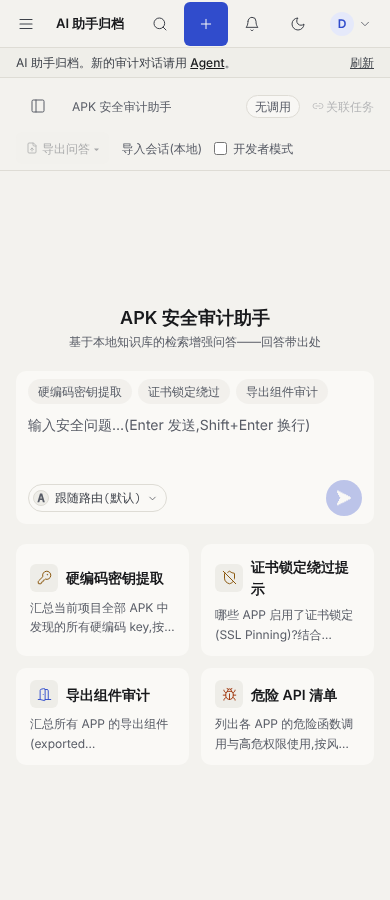 AI 助手归档
D
AI 助手归档。新的审计对话请用 Agent。
刷新
APK 安全审计助手
无调用
关联任务
导出问答
导入会话(本地)
开发者模式
APK 安全审计助手
基于本地知识库的检索增强问答——回答带出处
硬编码密钥提取
证书锁定绕过
导出组件审计
输入安全问题...(Enter 发送,Shift+Enter 换行)
A 跟随路由(默认)
硬编码密钥提取
汇总当前项目全部 APK 中
发现的所有硬编码 key,按...
证书锁定绕过提
示
哪些 APP 启用了证书锁定
(SSL Pinning)?结合...
导出组件审计
汇总所有 APP 的导出组件
(exported...
危险 API 清单
列出各 APP 的危险函数调
用与高危权限使用,按风...